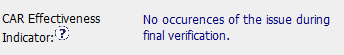 CAR Effectiveness
Indicator:?
No occurences of the issue during
final verification.